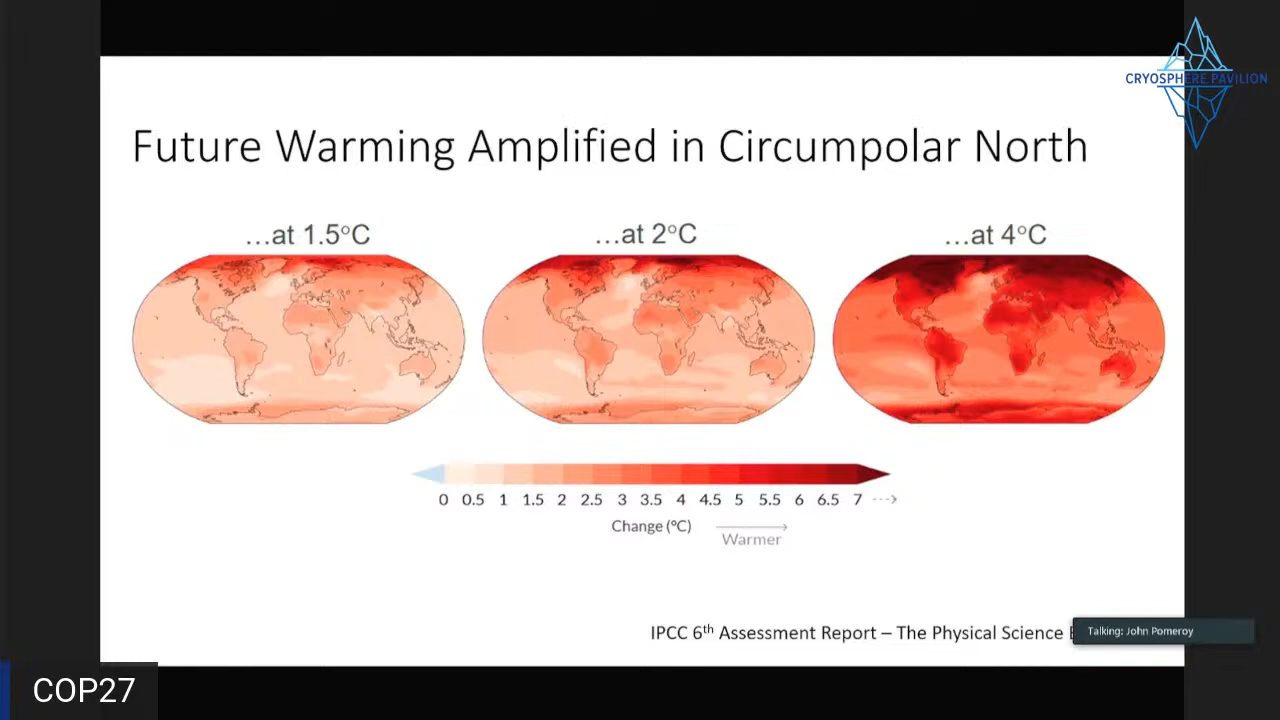 CRYOSPHERE PAVILION
Future Warming Amplified in Circumpolar North
...at 1.5°C ...at 2°C ...at 4°C
0 0.5 1 1.5 2 2.5 3 3.5 4 4.5 5 5.5 6 6.5 7
Change (°C)
Warmer
IPCC 6th Assessment Report – The Physical Science
Talking: John Pomeroy
COP27